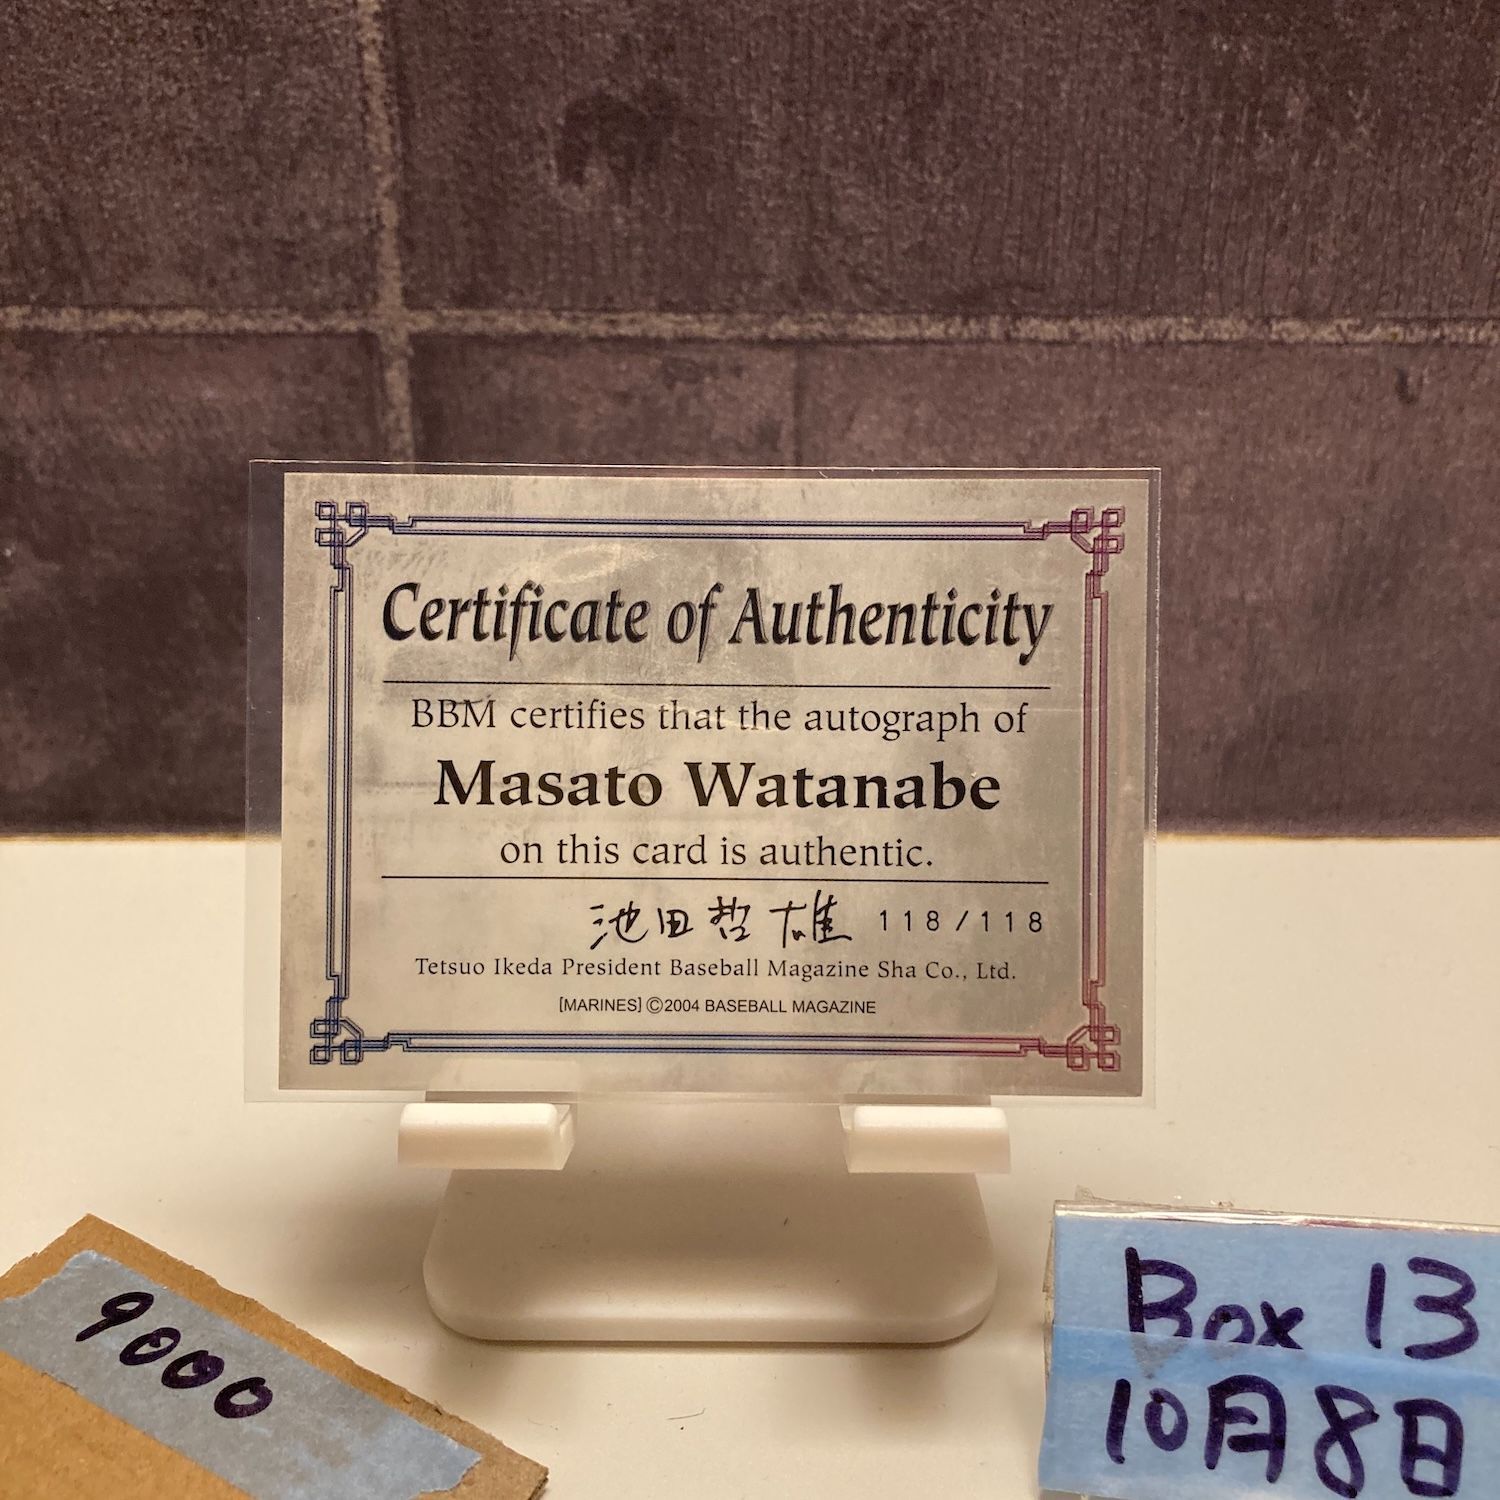 Certificate of Authenticity
BBM certifies that the autograph of
Masato Watanabe
on this card is authentic.
池田哲雄 118/118
Tetsuo Ikeda President Baseball Magazine Sha Co., Ltd.
[MARINES] ©2004 BASEBALL MAGAZINE
9000
Box 13
10月8日